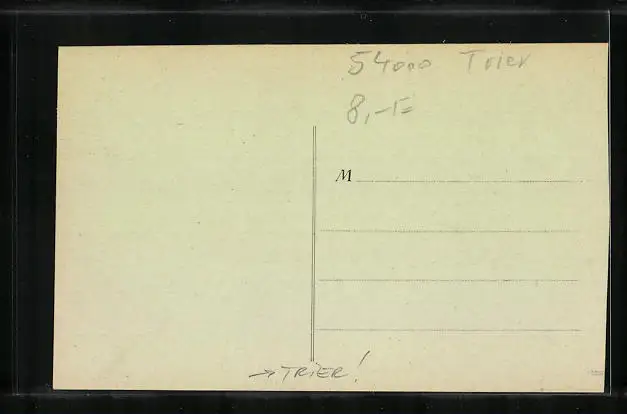 54000 Trier
8,-
M
→ TRIER!